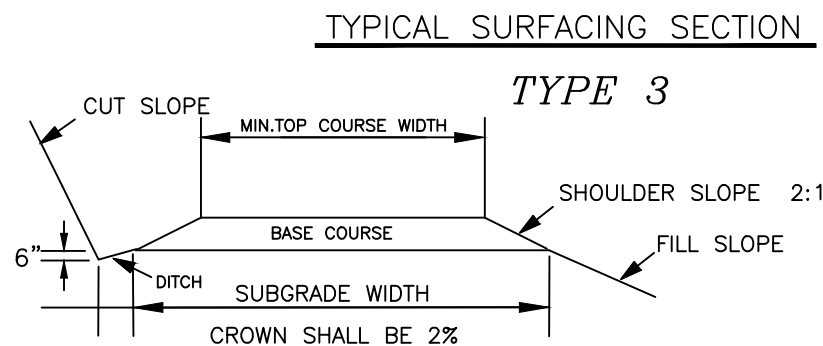 TYPICAL SURFACING SECTION
TYPE 3
CUT SLOPE
MIN.TOP COURSE WIDTH
SHOULDER SLOPE 2:1
BASE COURSE
FILL SLOPE
6"
DITCH
SUBGRADE WIDTH
CROWN SHALL BE 2%